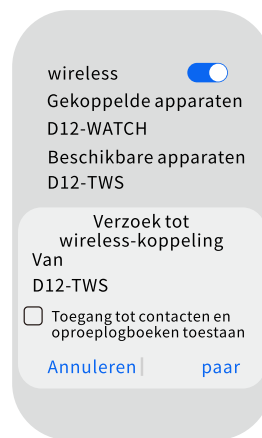 wireless
Gekoppelde apparaten
D12-WATCH
Beschikbare apparaten
D12-TWS
Verzoek tot
wireless-koppeling
Van
D12-TWS
Toegang tot contacten en
oproeplogboeken toestaan
Annuleren paar